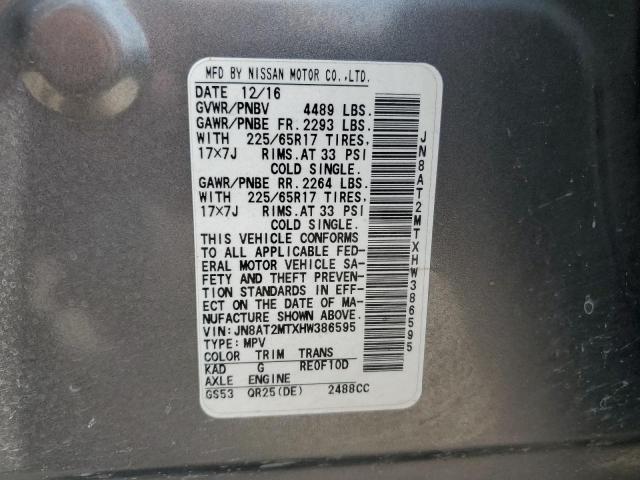 MFD BY NISSAN MOTOR CO.,LTD.
DATE 12/16
GVWR/PNBV 4489 LBS.
GAWR/PNBE FR. 2293 LBS.
WITH 225/65R17 TIRES,
17x7J RIMS.AT 33 PSI
COLD SINGLE.
GAWR/PNBE RR. 2264 LBS.
WITH 225/65R17 TIRES,
17x7J RIMS.AT 33 PSI
COLD SINGLE.
THIS VEHICLE CONFORMS
TO ALL APPLICABLE FED-
ERAL MOTOR VEHICLE SA-
FETY AND THEFT PREVEN-
TION STANDARDS IN EFF-
ECT ON THE DATE OF MA-
NUFACTURE SHOWN ABOVE.
VIN:JN8AT2MTXHW386595
TYPE:MPV
COLOR TRIM TRANS
KAD G RE0F10D
AXLE ENGINE
GS53 QR25(DE) 2488CC
JN8AT2MTXHW386595